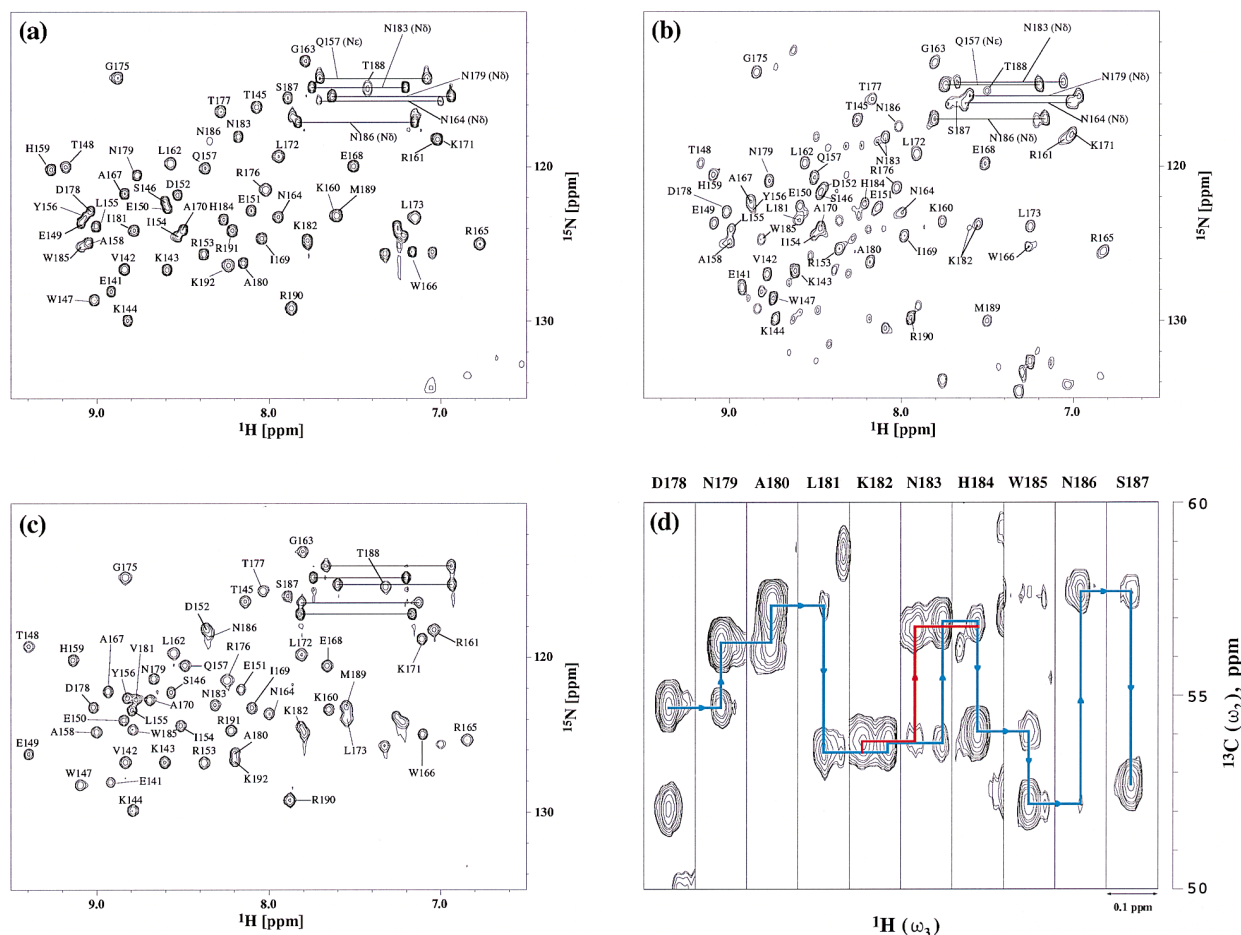 (a)
G163
Q157 (Nε)
N183 (Nδ)
G175
T188
N179 (Nδ)
T177
T145
S187
N164 (Nδ)
N186
N183
N186 (Nδ)
K171
R161
H159
T148
N179
L162
Q157
L172
E168
120
A167
S146
D152
R176
K160
M189
D178
Y156
L155
I181
E150
I154
A170
H184
E151
N164
L173
E149
W185
A158
R153
R191
I169
K182
R165
V142
K143
K192
A180
W166
E141
W147
K144
R190
130
15N [ppm]
9.0
8.0
7.0
1H [ppm]
(b)
N183 (Nδ)
G163
Q157 (Nε)
G175
T188
N179 (Nδ)
T177
T145
N186
N164 (Nδ)
S187
N186 (Nδ)
R161
K171
T148
N179
L162
Q157
N183
L172
E168
120
H159
A167
D178
Y156
E150
D152
S146
H184
R176
E149
L155
L181
A170
E151
N164
K160
L173
A158
I154
R153
A180
I169
K182
W166
R165
V142
K143
E141
W147
K144
R190
M189
130
15N [ppm]
9.0
8.0
7.0
1H [ppm]
(c)
G163
G175
T177
T188
T145
S187
D152
N186
R161
K171
T148
H159
A167
V181
L162
R176
L172
E168
120
Y156
N179
Q157
E151
I169
M189
D178
S146
A170
N183
N164
K160
E150
L155
R191
K182
A158
W185
I154
R165
E149
V142
K143
R153
A180
L173
W166
W147
E141
K192
K144
R190
130
15N [ppm]
9.0
8.0
7.0
1H [ppm]
D178 N179 A180 L181 K182 N183 H184 W185 N186 S187
(d)
60
55
50
13C (ω2), ppm
0.1 ppm
1H (ω3)